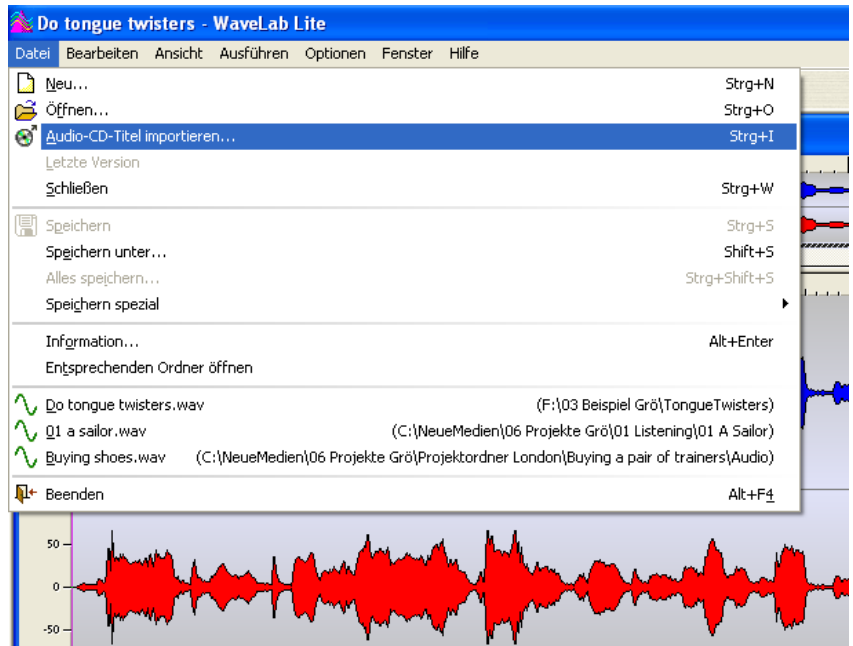 Do tongue twisters - WaveLab Lite
Datei Bearbeiten Ansicht Ausführen Optionen Fenster Hilfe
Neu... Strg+N
Öffnen... Strg+O
Audio-CD-Titel importieren... Strg+I
Letzte Version
Schließen Strg+W
Speichern Strg+S
Speichern unter... Shift+S
Alles speichern... Strg+Shift+S
Speichern spezial
Information... Alt+Enter
Entsprechenden Ordner öffnen
Do tongue twisters.wav (F:\03 Beispiel Grö\TongueTwisters)
01 a sailor.wav (C:\NeueMedien\06 Projekte Grö\01 Listening\01 A Sailor)
Buying shoes.wav (C:\NeueMedien\06 Projekte Grö\Projektordner London\Buying a pair of trainers\Audio)
Beenden Alt+F4
50
0
-50